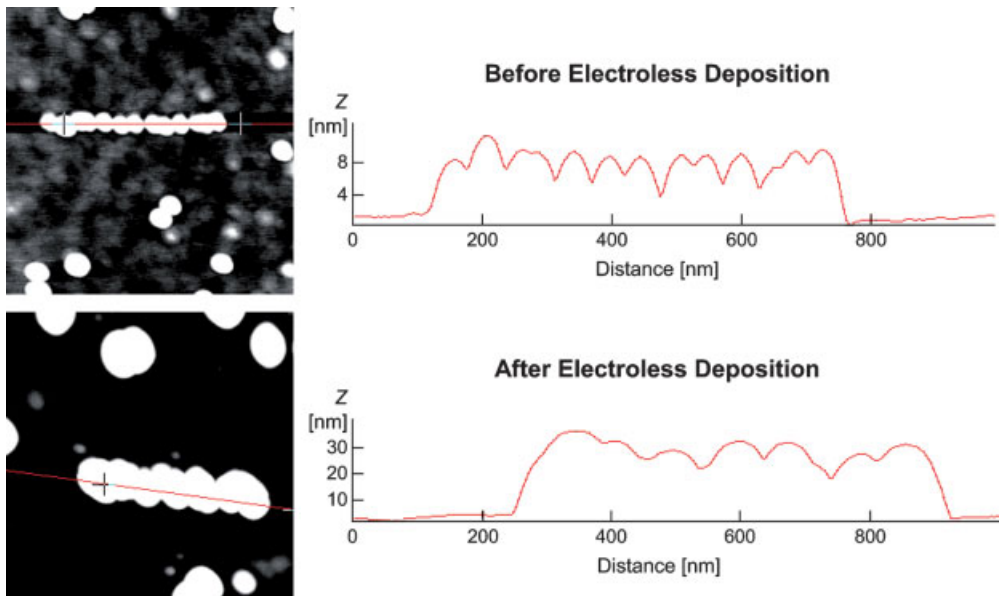 Before Electroless Deposition
Z
[nm]
8
4
0 200 400 600 800
Distance [nm]
After Electroless Deposition
Z
[nm]
30
20
10
0 200 400 600 800
Distance [nm]